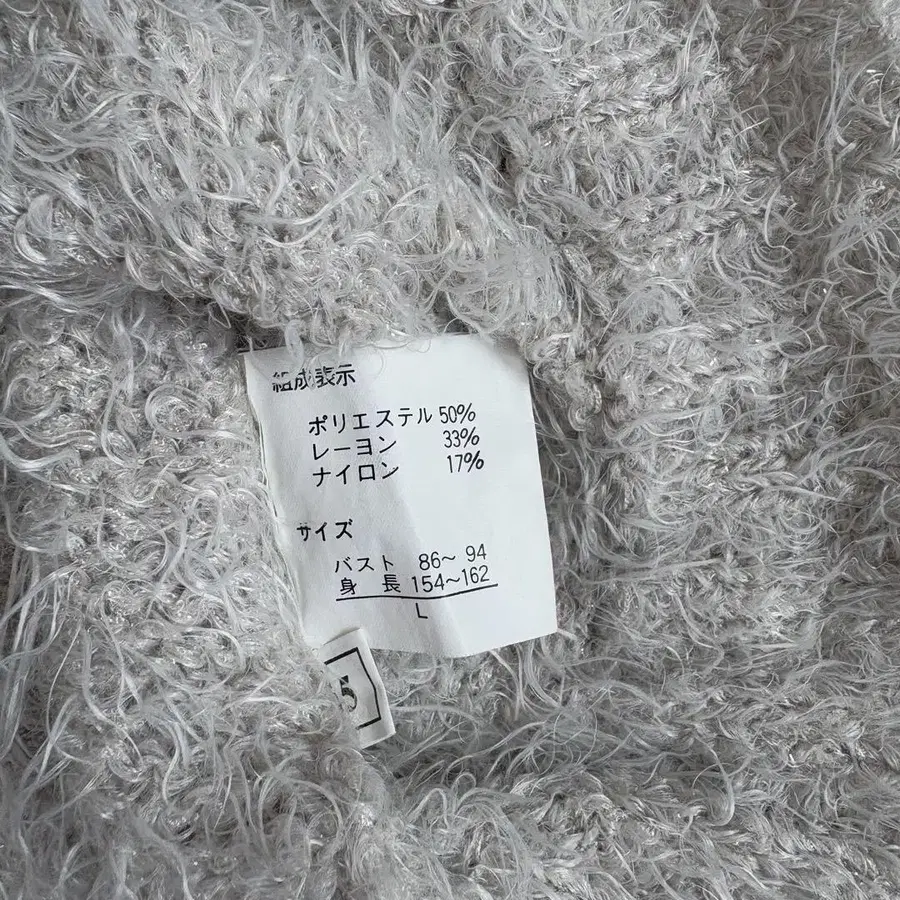 組成表示
ポリエステル 50%
レーヨン 33%
ナイロン 17%
サイズ
バスト 86～ 94
身 長 154～162
L
5